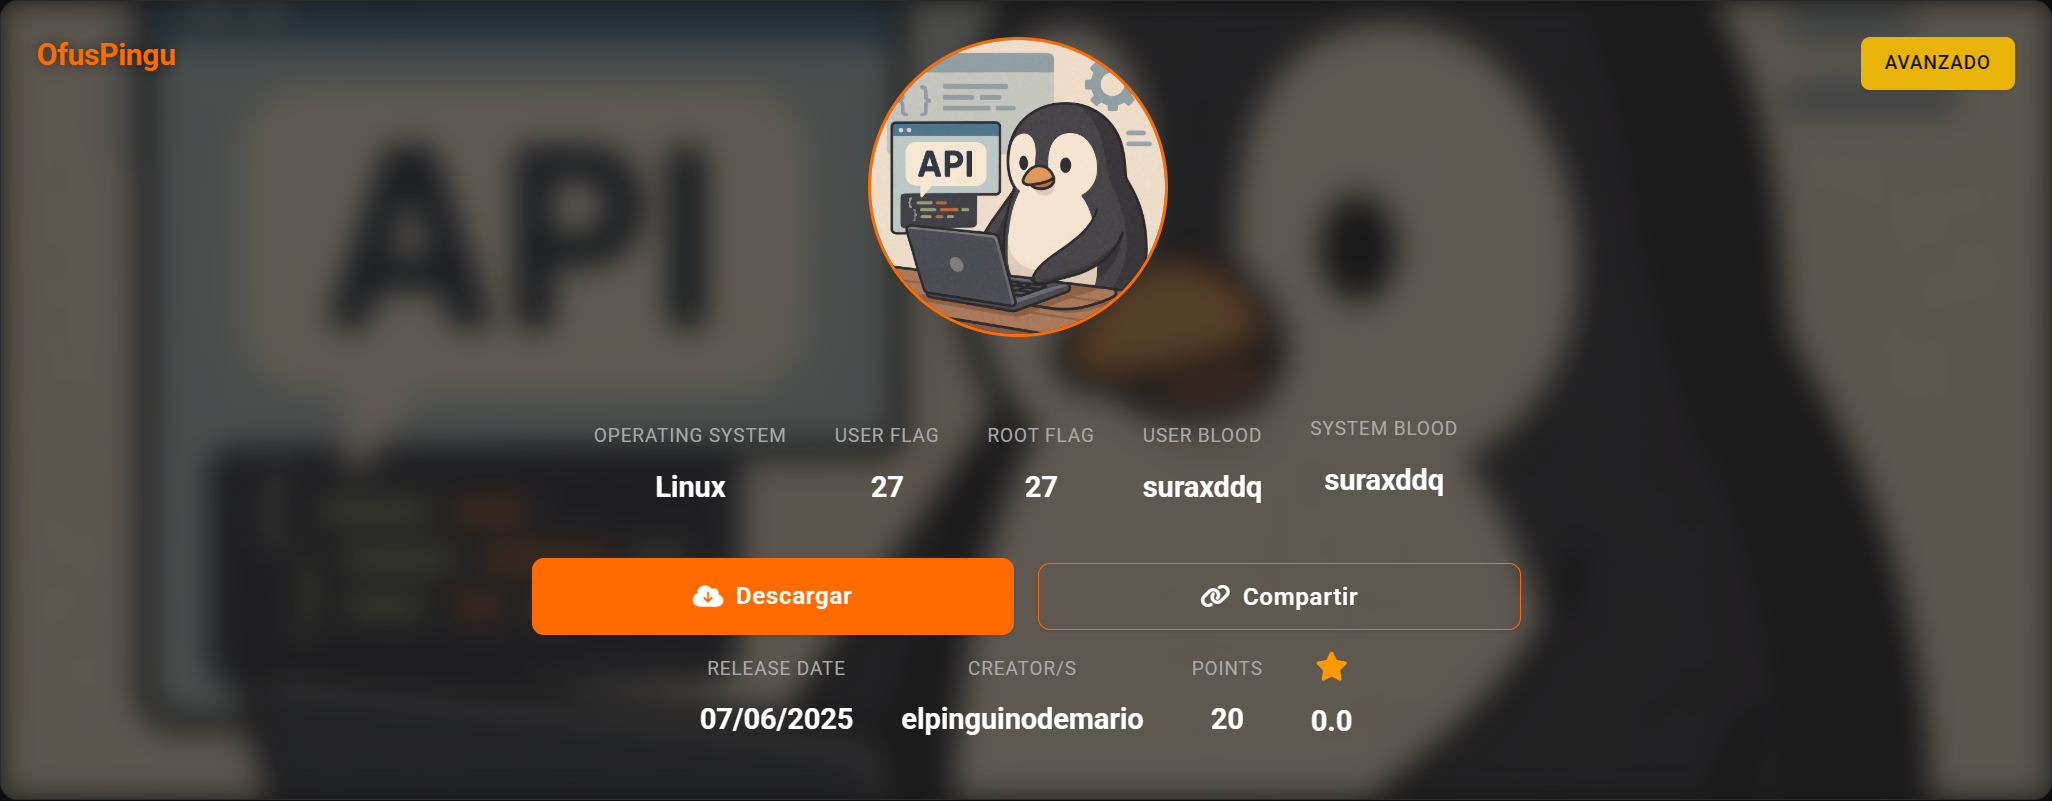 OfusPingu
AVANZADO
API
OPERATING SYSTEM
Linux
USER FLAG
27
ROOT FLAG
27
USER BLOOD
suraxddq
SYSTEM BLOOD
suraxddq
Descargar
Compartir
RELEASE DATE
07/06/2025
CREATOR/S
elpinguinodemario
POINTS
20
0.0
API